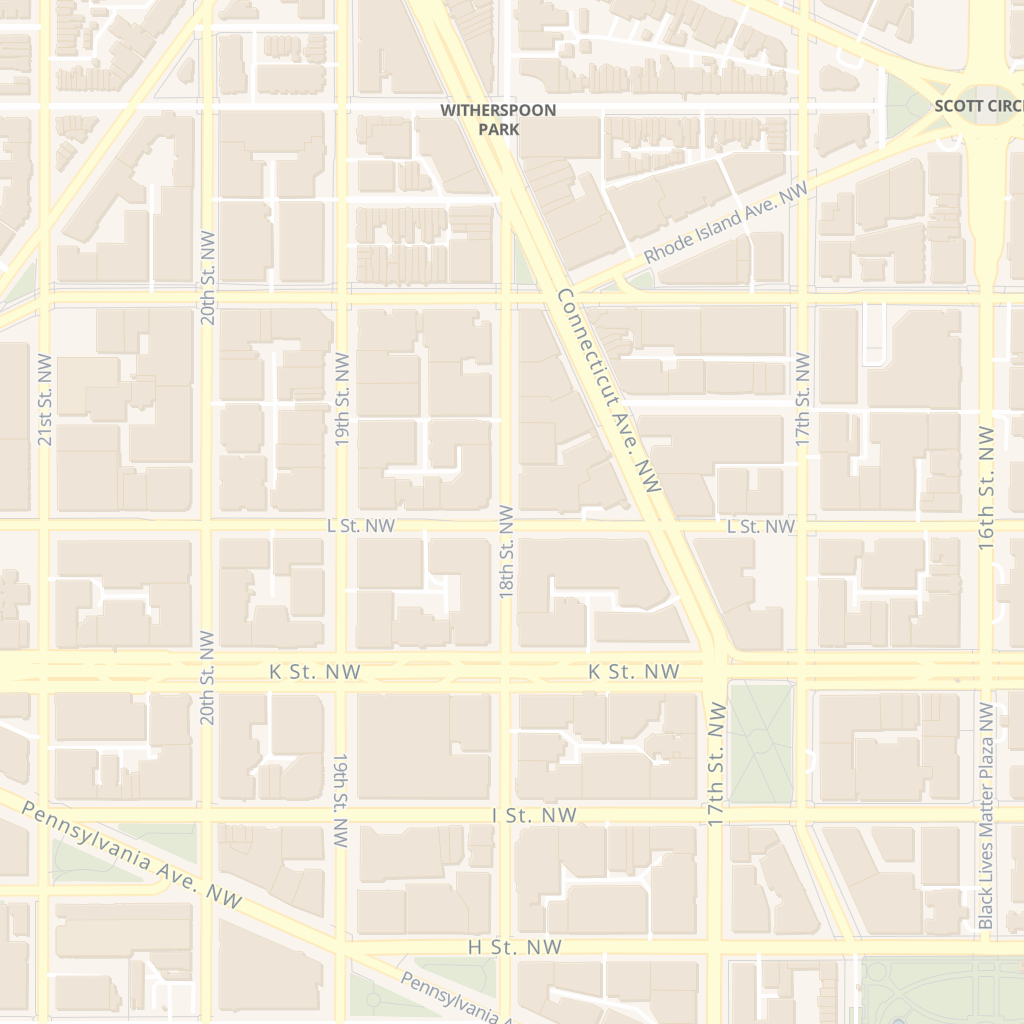 WITHERSPOON
PARK
SCOTT CIRC
Rhode Island Ave. NW
20th St. NW
Connecticut Ave. NW
21st St. NW
19th St. NW
17th St. NW
16th St. NW
L St. NW
L St. NW
18th St. NW
20th St. NW
K St. NW
K St. NW
17th St. NW
Black Lives Matter Plaza NW
19th St. NW
Pennsylvania Ave. NW
I St. NW
H St. NW
Pennsylvania A